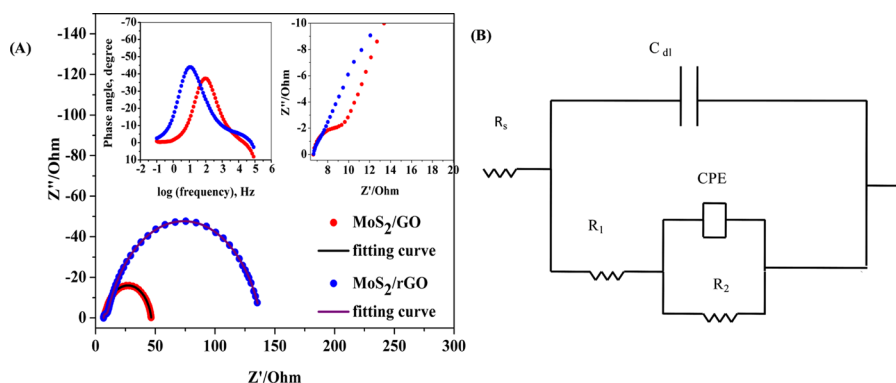 (A)
-150
-140
-120
-100
-80
-60
-40
-20
0
Z''/Ohm
0
50
100
150
200
250
300
Z'/Ohm
-70
-60
-50
-40
-30
-20
-10
0
10
Phase angle, degree
-2
-1
0
1
2
3
4
5
6
log (frequency), Hz
-10
-8
-6
-4
-2
0
Z''/Ohm
8
10
12
14
16
18
20
Z'/Ohm
MoS2/GO
fitting curve
MoS2/rGO
fitting curve
(B)
C dl
Rs
CPE
R1
R2